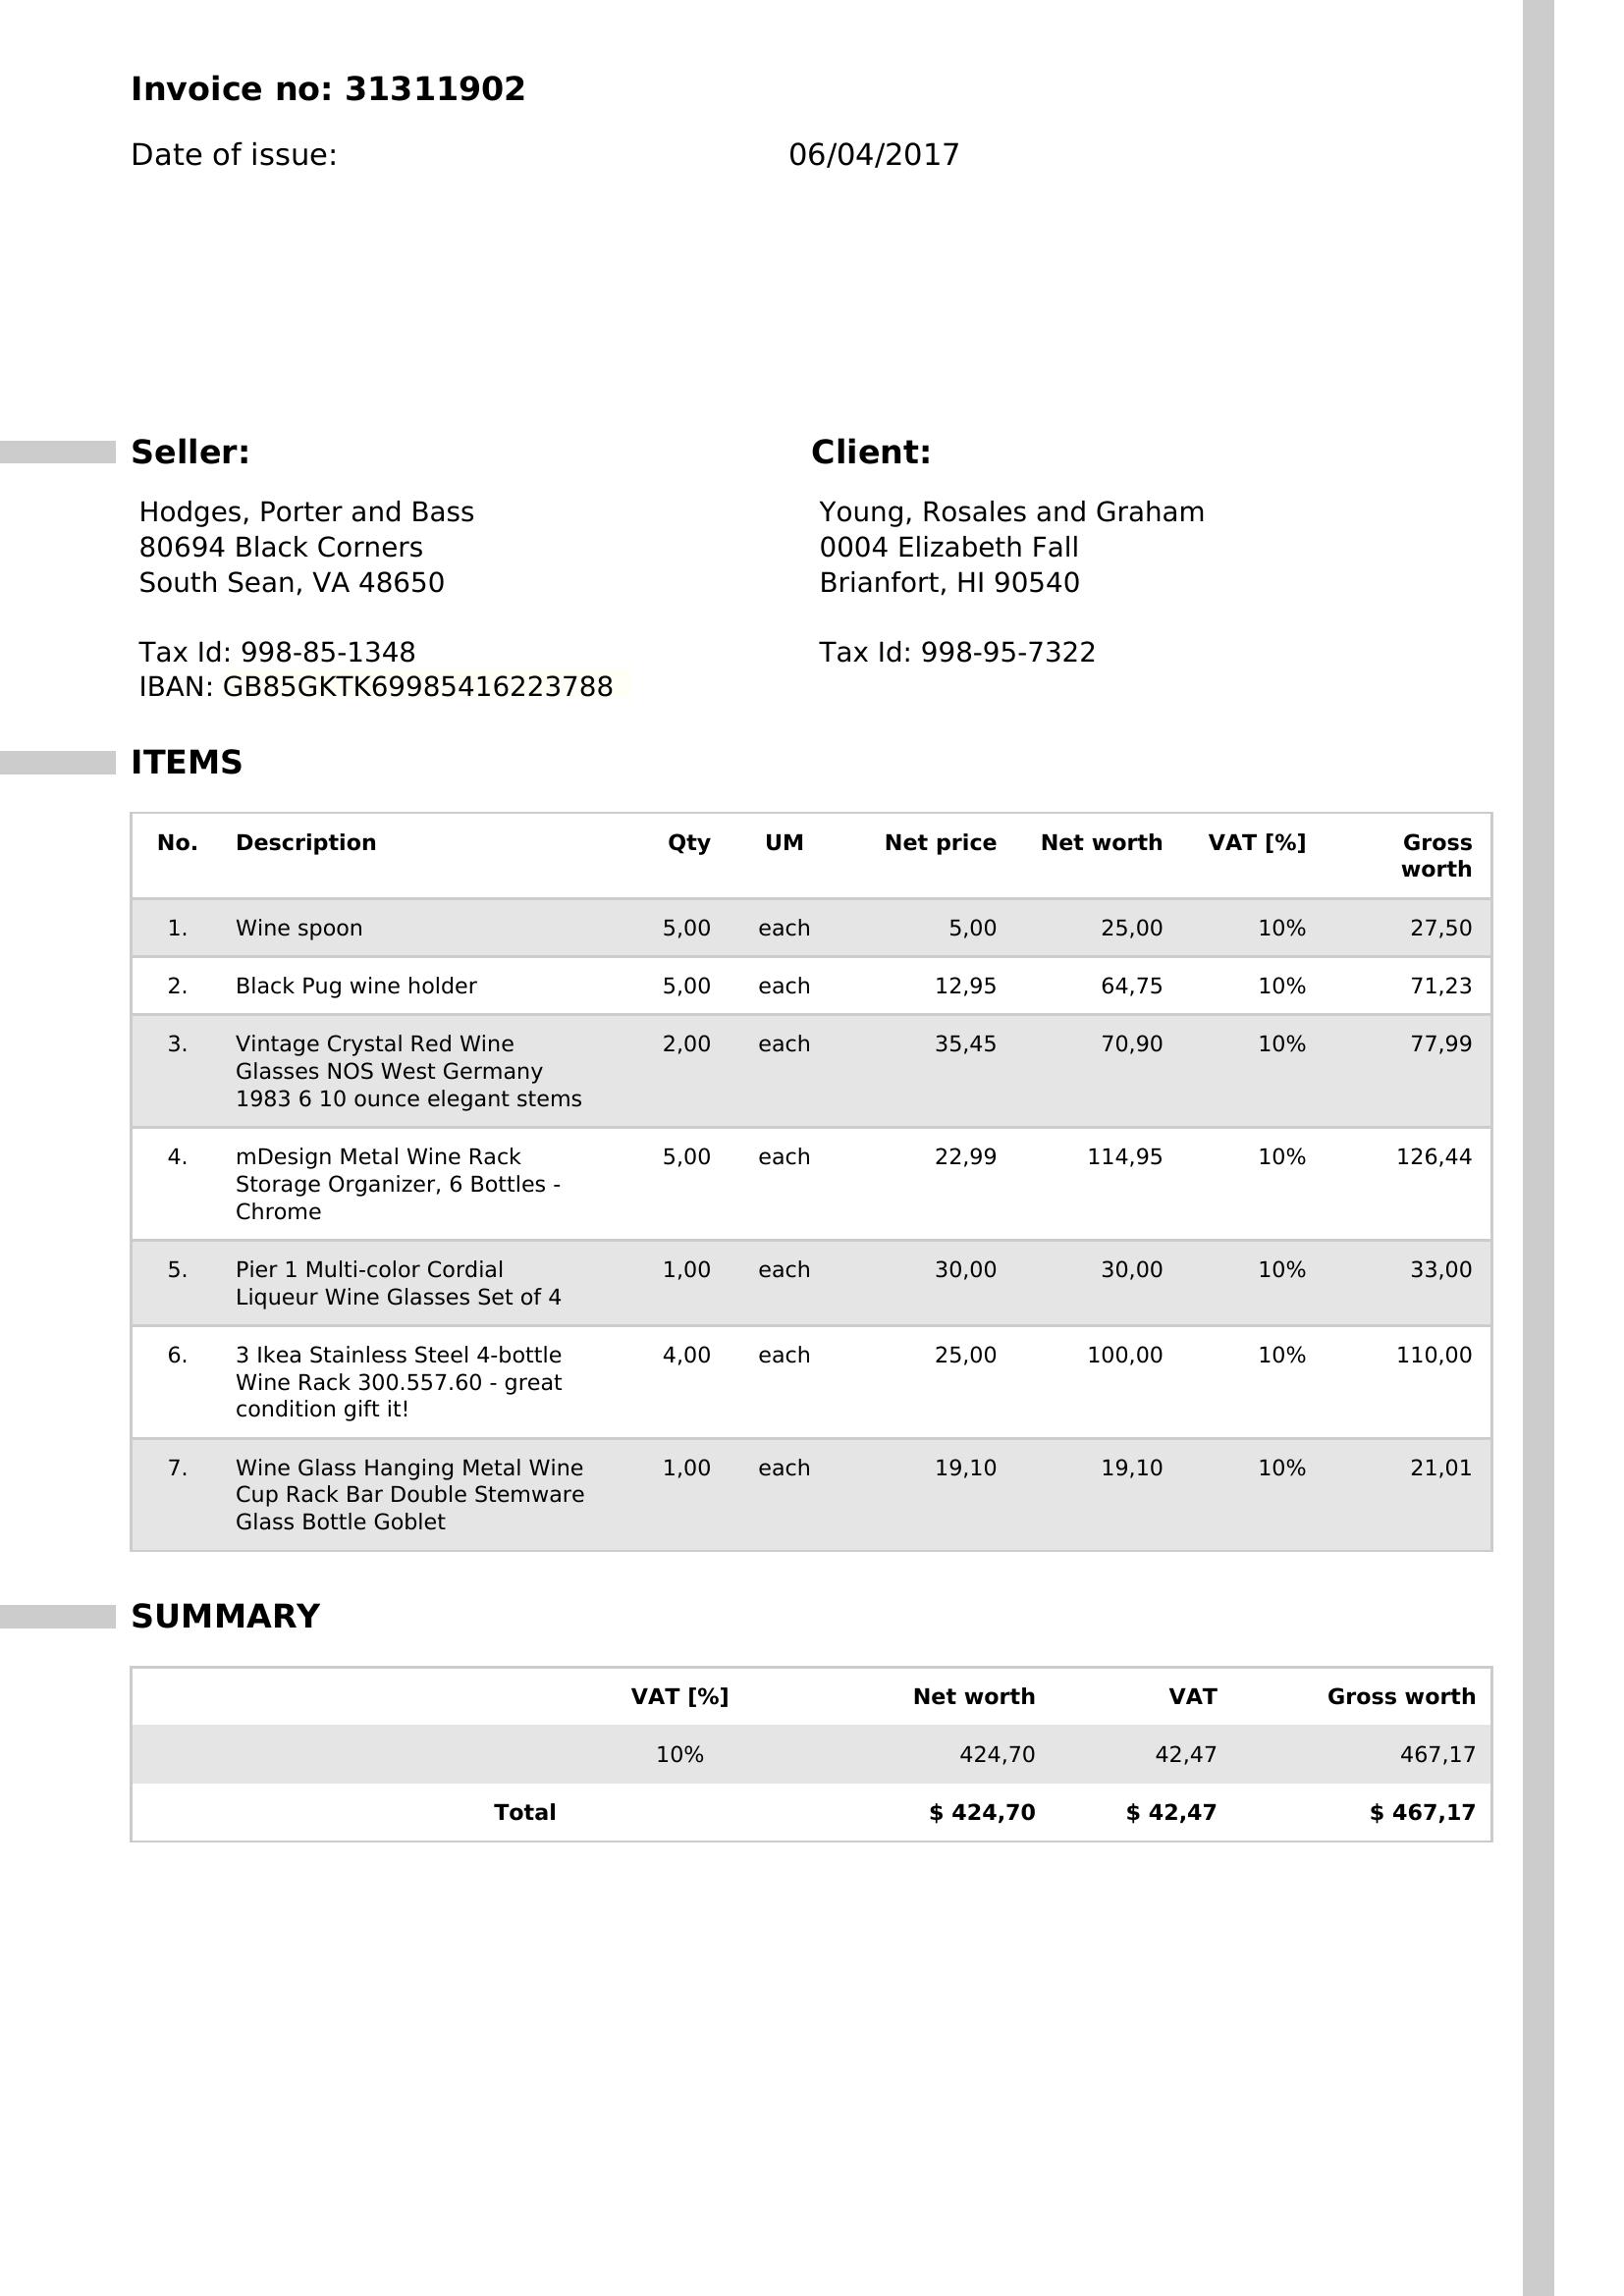 Invoice no: 31311902
Date of issue: 06/04/2017
Seller:
Hodges, Porter and Bass
80694 Black Corners
South Sean, VA 48650
Tax Id: 998-85-1348
IBAN: GB85GKTK69985416223788
Client:
Young, Rosales and Graham
0004 Elizabeth Fall
Brianfort, HI 90540
Tax Id: 998-95-7322
ITEMS
No. Description Qty UM Net price Net worth VAT [%] Gross
worth
1. Wine spoon 5,00 each 5,00 25,00 10% 27,50
2. Black Pug wine holder 5,00 each 12,95 64,75 10% 71,23
3. Vintage Crystal Red Wine 2,00 each 35,45 70,90 10% 77,99
Glasses NOS West Germany
1983 6 10 ounce elegant stems
4. mDesign Metal Wine Rack 5,00 each 22,99 114,95 10% 126,44
Storage Organizer, 6 Bottles -
Chrome
5. Pier 1 Multi-color Cordial 1,00 each 30,00 30,00 10% 33,00
Liqueur Wine Glasses Set of 4
6. 3 Ikea Stainless Steel 4-bottle 4,00 each 25,00 100,00 10% 110,00
Wine Rack 300.557.60 - great
condition gift it!
7. Wine Glass Hanging Metal Wine 1,00 each 19,10 19,10 10% 21,01
Cup Rack Bar Double Stemware
Glass Bottle Goblet
SUMMARY
VAT [%] Net worth VAT Gross worth
10% 424,70 42,47 467,17
Total $ 424,70 $ 42,47 $ 467,17